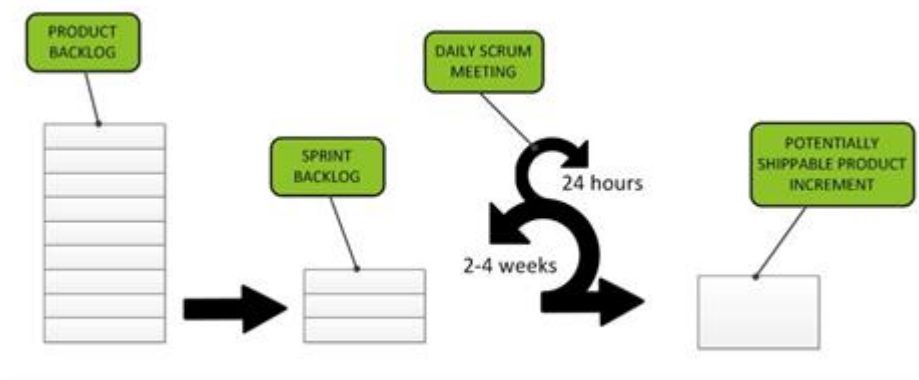 PRODUCT
BACKLOG
SPRINT
BACKLOG
DAILY SCRUM
MEETING
24 hours
2-4 weeks
POTENTIALLY
SHIPPABLE PRODUCT
INCREMENT